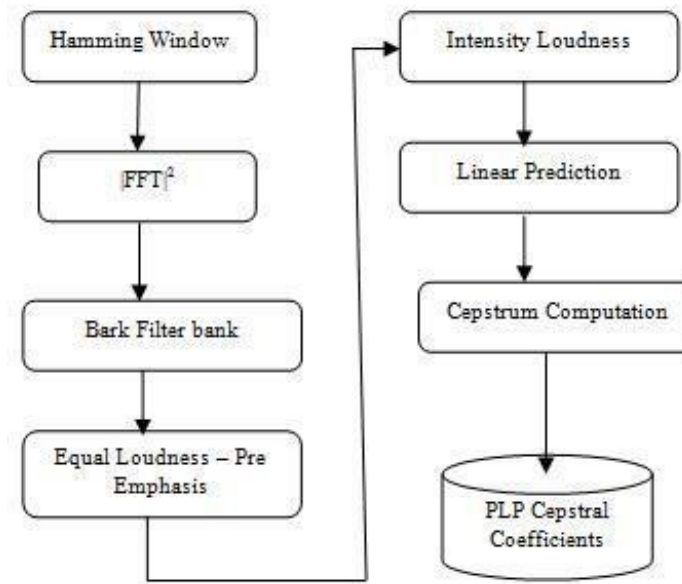 Hamming Window
|FFT|²
Bark Filter bank
Equal Loudness – Pre
Emphasis
Intensity Loudness
Linear Prediction
Cepstrum Computation
PLP Cepstral
Coefficients